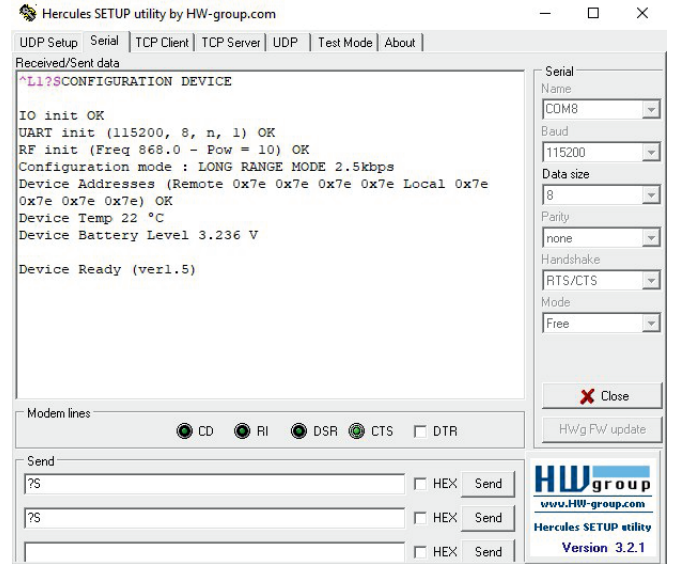 Hercules SETUP utility by HW-group.com
UDP Setup Serial TCP Client TCP Server UDP Test Mode About
Received/Sent data
^L1?SCONFIGURATION DEVICE
IO init OK
UART init (115200, 8, n, 1) OK
RF init (Freq 868.0 - Pow = 10) OK
Configuration mode : LONG RANGE MODE 2.5kbps
Device Addresses (Remote 0x7e 0x7e 0x7e 0x7e Local 0x7e
0x7e 0x7e 0x7e) OK
Device Temp 22 °C
Device Battery Level 3.236 V
Device Ready (ver1.5)
Serial
Name
COM8
Baud
115200
Data size
8
Parity
none
Handshake
RTS/CTS
Mode
Free
Close
HWg FW update
Modem lines
CD RI DSR CTS DTR
Send
?S HEX Send
?S HEX Send
HEX Send
HWgroup
www.HW-group.com
Hercules SETUP utility
Version 3.2.1